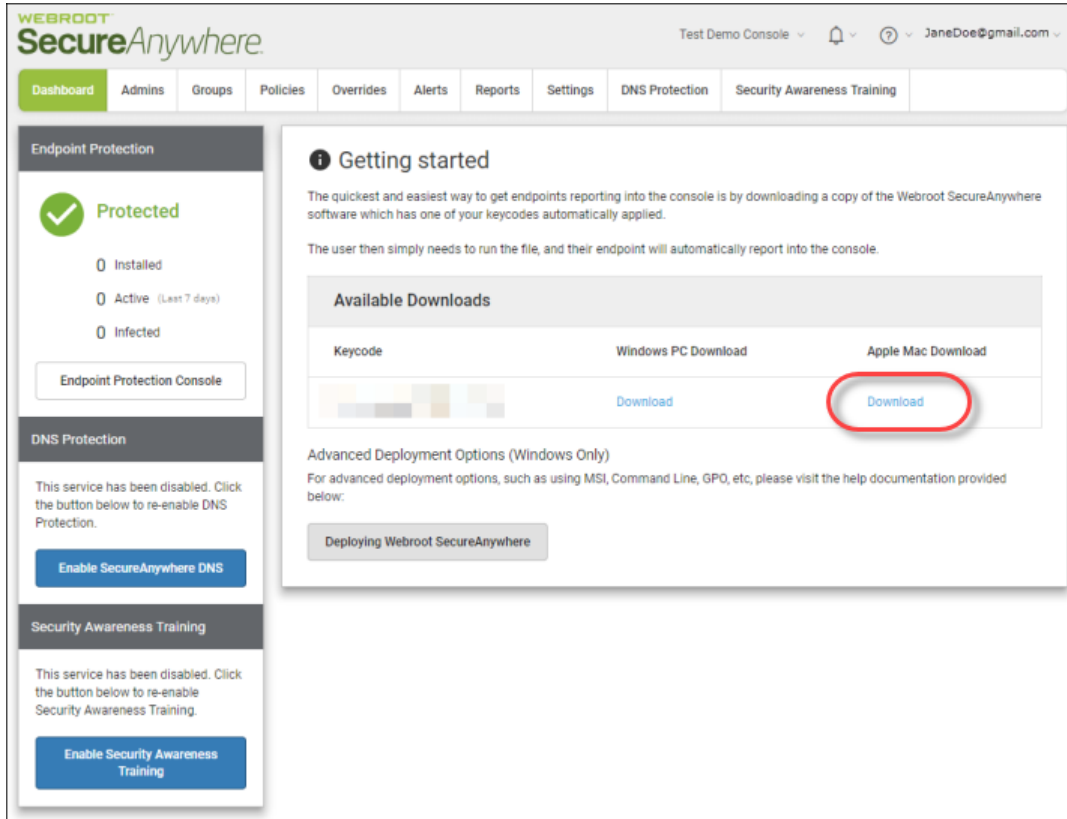 WEBROOT
SecureAnywhere.
Test Demo Console
JaneDoe@gmail.com
Dashboard
Admins
Groups
Policies
Overrides
Alerts
Reports
Settings
DNS Protection
Security Awareness Training
Endpoint Protection
Protected
0 Installed
0 Active (Last 7 days)
0 Infected
Endpoint Protection Console
DNS Protection
This service has been disabled. Click
the button below to re-enable DNS
Protection.
Enable SecureAnywhere DNS
Security Awareness Training
This service has been disabled. Click
the button below to re-enable
Security Awareness Training.
Enable Security Awareness
Training
Getting started
The quickest and easiest way to get endpoints reporting into the console is by downloading a copy of the Webroot SecureAnywhere
software which has one of your keycodes automatically applied.
The user then simply needs to run the file, and their endpoint will automatically report into the console.
Available Downloads
Keycode
Windows PC Download
Apple Mac Download
Download
Download
Advanced Deployment Options (Windows Only)
For advanced deployment options, such as using MSI, Command Line, GPO, etc, please visit the help documentation provided
below:
Deploying Webroot SecureAnywhere